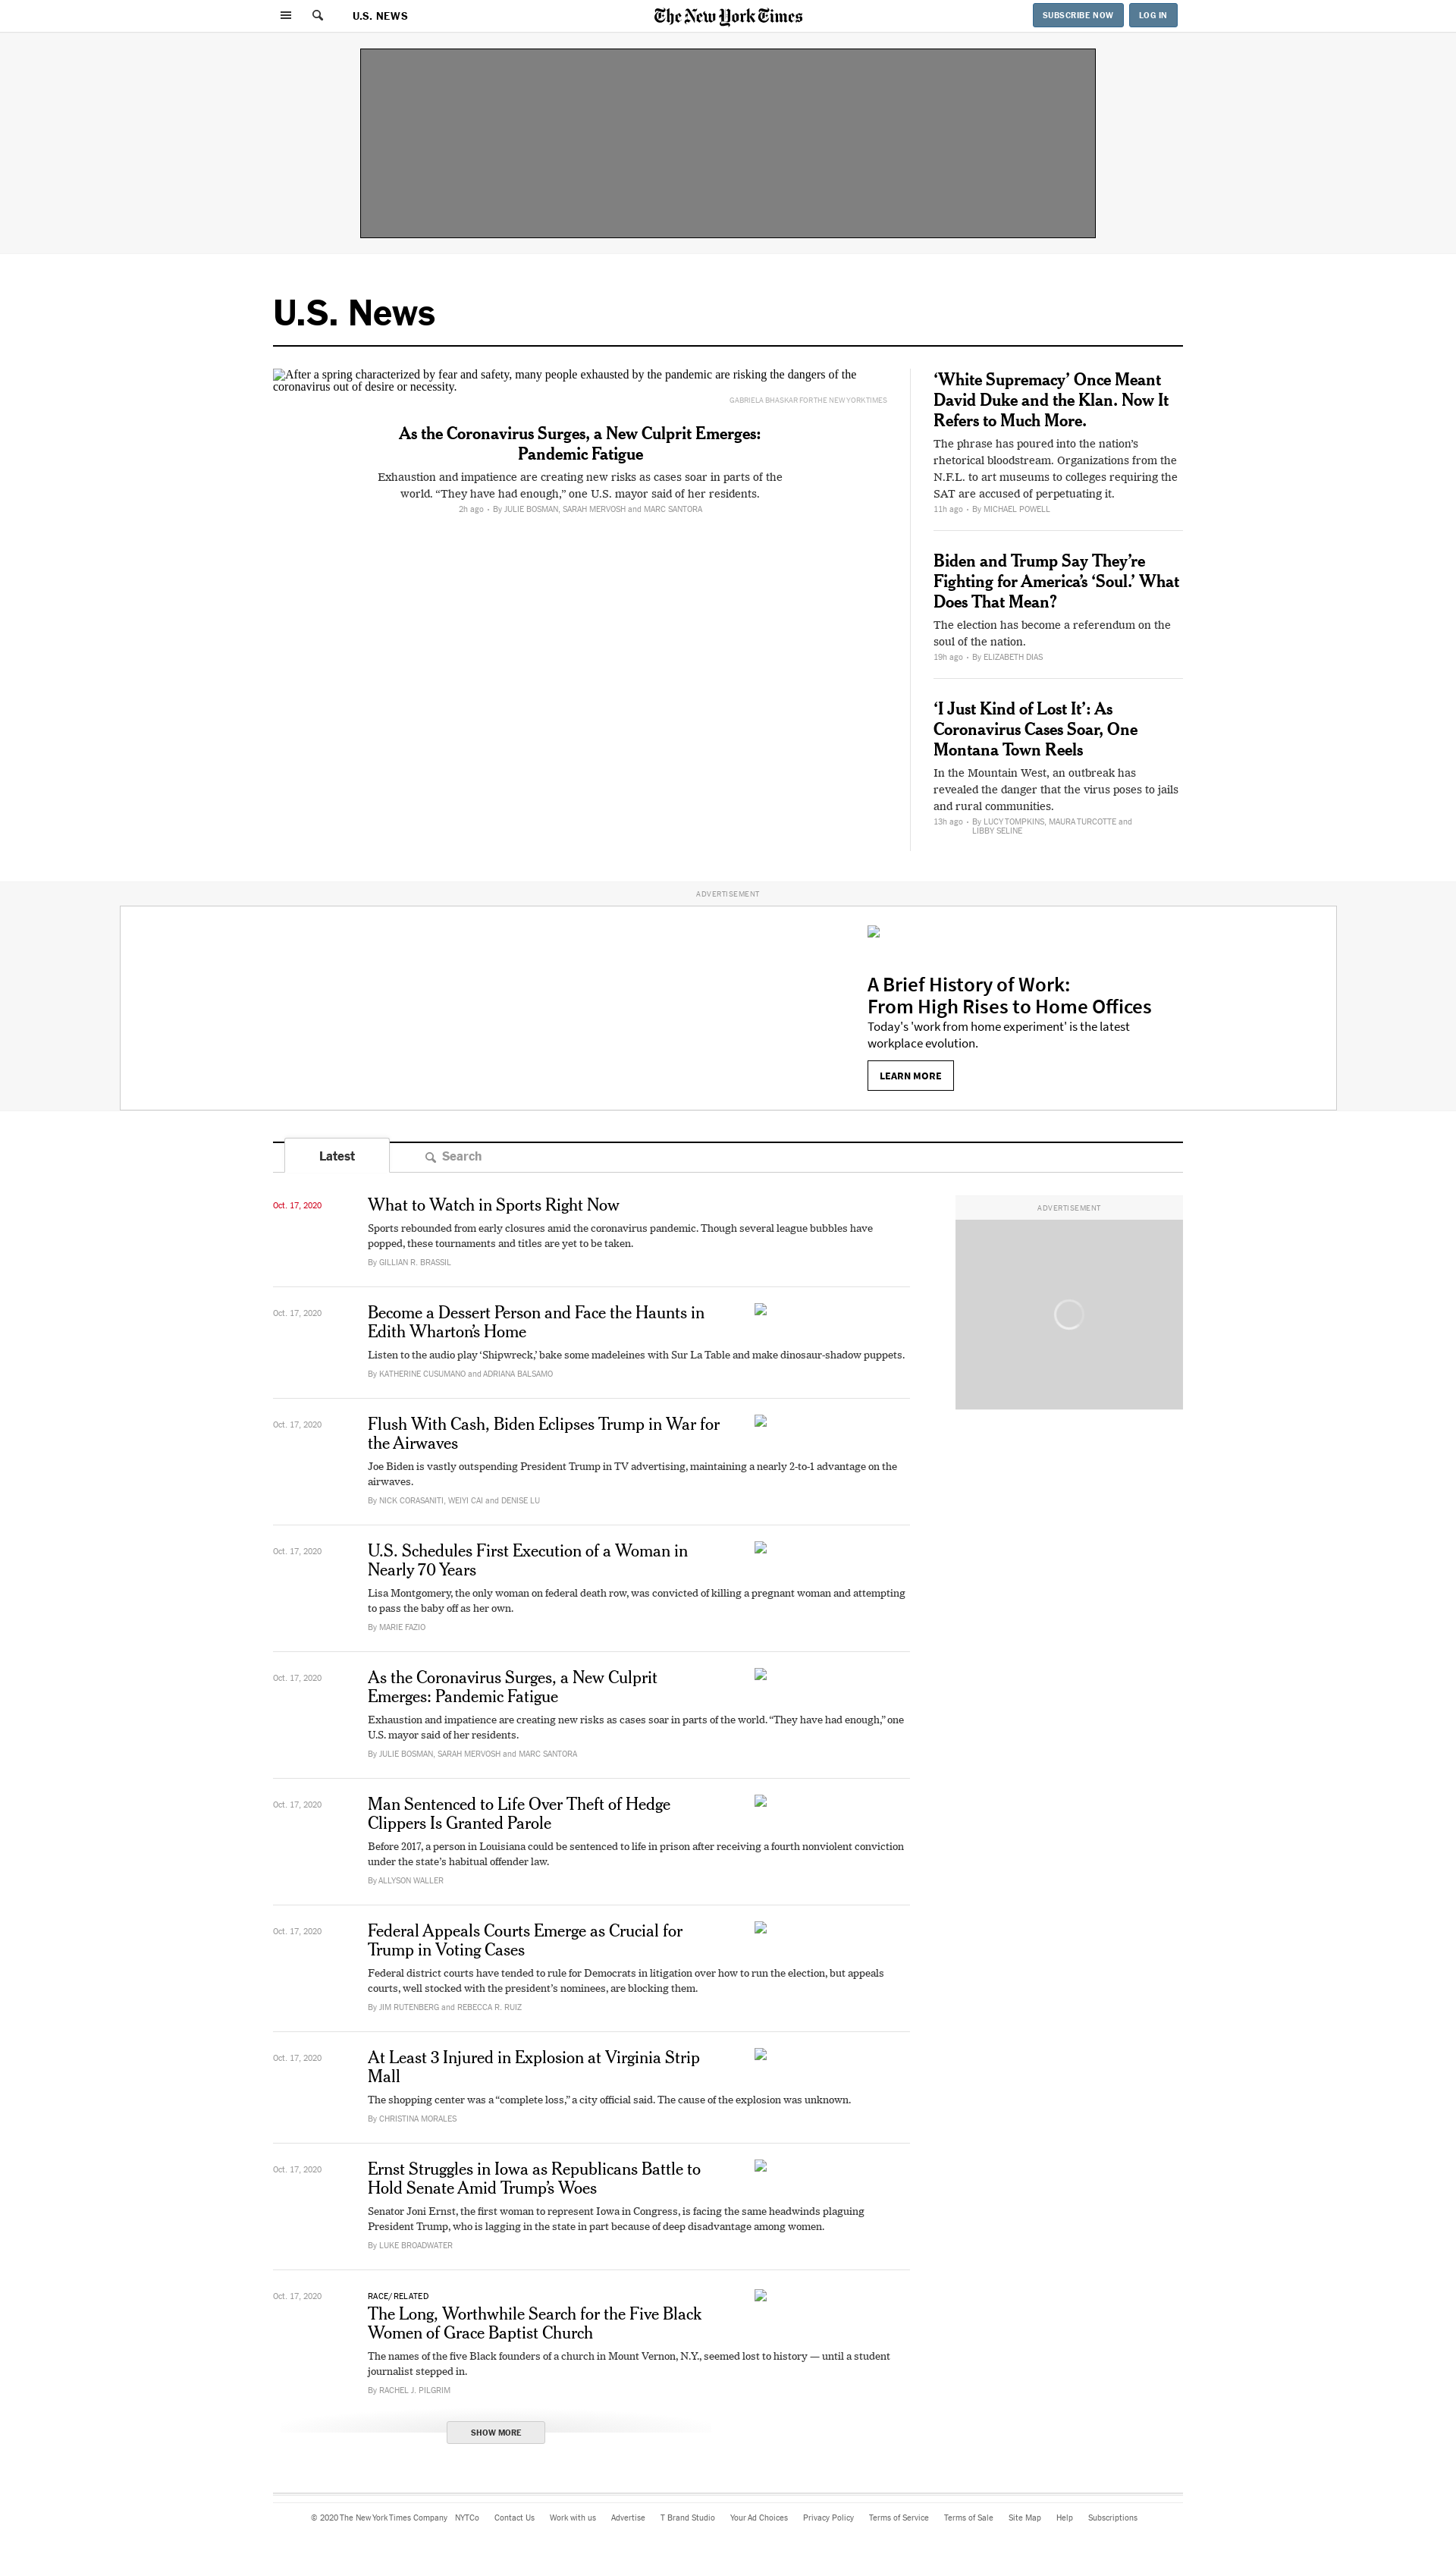 U.S. NEWS
The New York Times
SUBSCRIBE NOW
LOG IN
U.S. News
After a spring characterized by fear and safety, many people exhausted by the pandemic are risking the dangers of the
coronavirus out of desire or necessity.
GABRIELA BHASKAR FOR THE NEW YORK TIMES
As the Coronavirus Surges, a New Culprit Emerges:
Pandemic Fatigue
Exhaustion and impatience are creating new risks as cases soar in parts of the
world. “They have had enough,” one U.S. mayor said of her residents.
2h ago • By JULIE BOSMAN, SARAH MERVOSH and MARC SANTORA
‘White Supremacy’ Once Meant
David Duke and the Klan. Now It
Refers to Much More.
The phrase has poured into the nation’s
rhetorical bloodstream. Organizations from the
N.F.L. to art museums to colleges requiring the
SAT are accused of perpetuating it.
11h ago • By MICHAEL POWELL
Biden and Trump Say They’re
Fighting for America’s ‘Soul.’ What
Does That Mean?
The election has become a referendum on the
soul of the nation.
19h ago • By ELIZABETH DIAS
‘I Just Kind of Lost It’: As
Coronavirus Cases Soar, One
Montana Town Reels
In the Mountain West, an outbreak has
revealed the danger that the virus poses to jails
and rural communities.
13h ago • By LUCY TOMPKINS, MAURA TURCOTTE and
LIBBY SELINE
ADVERTISEMENT
A Brief History of Work:
From High Rises to Home Offices
Today's 'work from home experiment' is the latest
workplace evolution.
LEARN MORE
Latest
Search
Oct. 17, 2020
What to Watch in Sports Right Now
Sports rebounded from early closures amid the coronavirus pandemic. Though several league bubbles have
popped, these tournaments and titles are yet to be taken.
By GILLIAN R. BRASSIL
ADVERTISEMENT
Oct. 17, 2020
Become a Dessert Person and Face the Haunts in
Edith Wharton’s Home
Listen to the audio play ‘Shipwreck,’ bake some madeleines with Sur La Table and make dinosaur-shadow puppets.
By KATHERINE CUSUMANO and ADRIANA BALSAMO
Oct. 17, 2020
Flush With Cash, Biden Eclipses Trump in War for
the Airwaves
Joe Biden is vastly outspending President Trump in TV advertising, maintaining a nearly 2-to-1 advantage on the
airwaves.
By NICK CORASANITI, WEIYI CAI and DENISE LU
Oct. 17, 2020
U.S. Schedules First Execution of a Woman in
Nearly 70 Years
Lisa Montgomery, the only woman on federal death row, was convicted of killing a pregnant woman and attempting
to pass the baby off as her own.
By MARIE FAZIO
Oct. 17, 2020
As the Coronavirus Surges, a New Culprit
Emerges: Pandemic Fatigue
Exhaustion and impatience are creating new risks as cases soar in parts of the world. “They have had enough,” one
U.S. mayor said of her residents.
By JULIE BOSMAN, SARAH MERVOSH and MARC SANTORA
Oct. 17, 2020
Man Sentenced to Life Over Theft of Hedge
Clippers Is Granted Parole
Before 2017, a person in Louisiana could be sentenced to life in prison after receiving a fourth nonviolent conviction
under the state’s habitual offender law.
By ALLYSON WALLER
Oct. 17, 2020
Federal Appeals Courts Emerge as Crucial for
Trump in Voting Cases
Federal district courts have tended to rule for Democrats in litigation over how to run the election, but appeals
courts, well stocked with the president’s nominees, are blocking them.
By JIM RUTENBERG and REBECCA R. RUIZ
Oct. 17, 2020
At Least 3 Injured in Explosion at Virginia Strip
Mall
The shopping center was a “complete loss,” a city official said. The cause of the explosion was unknown.
By CHRISTINA MORALES
Oct. 17, 2020
Ernst Struggles in Iowa as Republicans Battle to
Hold Senate Amid Trump’s Woes
Senator Joni Ernst, the first woman to represent Iowa in Congress, is facing the same headwinds plaguing
President Trump, who is lagging in the state in part because of deep disadvantage among women.
By LUKE BROADWATER
Oct. 17, 2020
RACE/RELATED
The Long, Worthwhile Search for the Five Black
Women of Grace Baptist Church
The names of the five Black founders of a church in Mount Vernon, N.Y., seemed lost to history — until a student
journalist stepped in.
By RACHEL J. PILGRIM
SHOW MORE
© 2020 The New York Times Company NYTCo Contact Us Work with us Advertise T Brand Studio Your Ad Choices Privacy Policy Terms of Service Terms of Sale Site Map Help Subscriptions